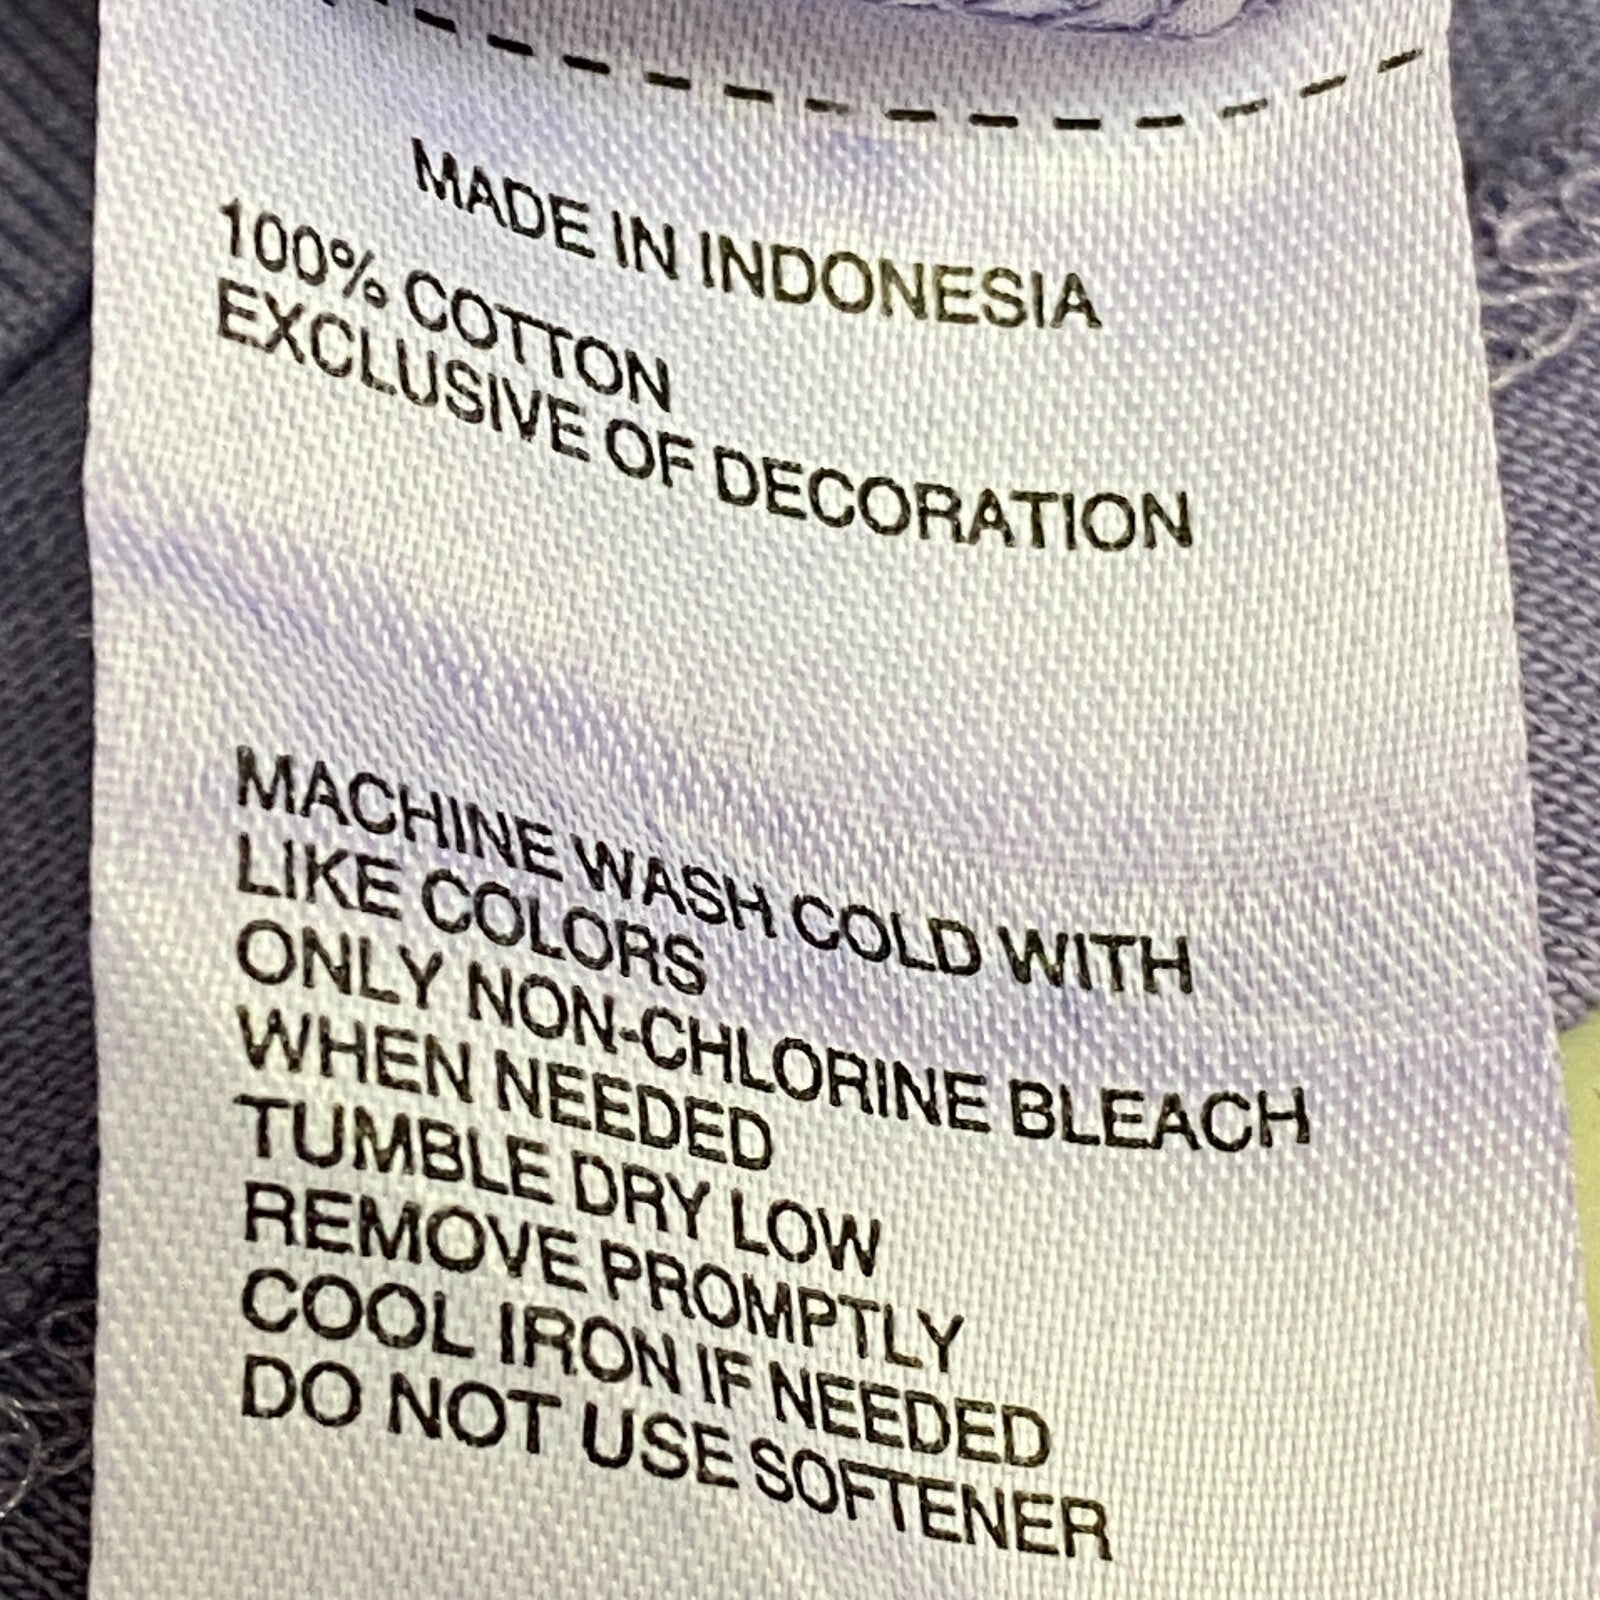 MADE IN INDONESIA
100% COTTON
EXCLUSIVE OF DECORATION
MACHINE WASH COLD WITH
LIKE COLORS
ONLY NON-CHLORINE BLEACH
WHEN NEEDED
TUMBLE DRY LOW
REMOVE PROMPTLY
COOL IRON IF NEEDED
DO NOT USE SOFTENER